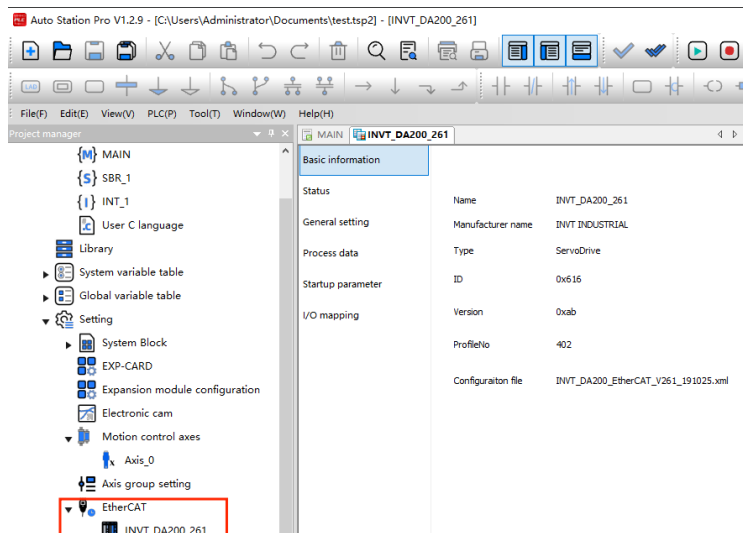 Auto Station Pro V1.2.9 - [C:\Users\Administrator\Documents\test.tsp2] - [INVT_DA200_261]
LAD
File(F) Edit(E) View(V) PLC(P) Tool(T) Window(W) Help(H)
Project manager
MAIN INVT_DA200_261
{M} MAIN
{S} SBR_1
{I} INT_1
User C language
Library
System variable table
Global variable table
Setting
System Block
EXP-CARD
Expansion module configuration
Electronic cam
Motion control axes
Axis_0
Axis group setting
EtherCAT
INVT_DA200_261
Basic information
Status
General setting
Process data
Startup parameter
I/O mapping
Name INVT_DA200_261
Manufacturer name INVT INDUSTRIAL
Type ServoDrive
ID 0x616
Version 0xab
ProfileNo 402
Configuraiton file INVT_DA200_EtherCAT_V261_191025.xml